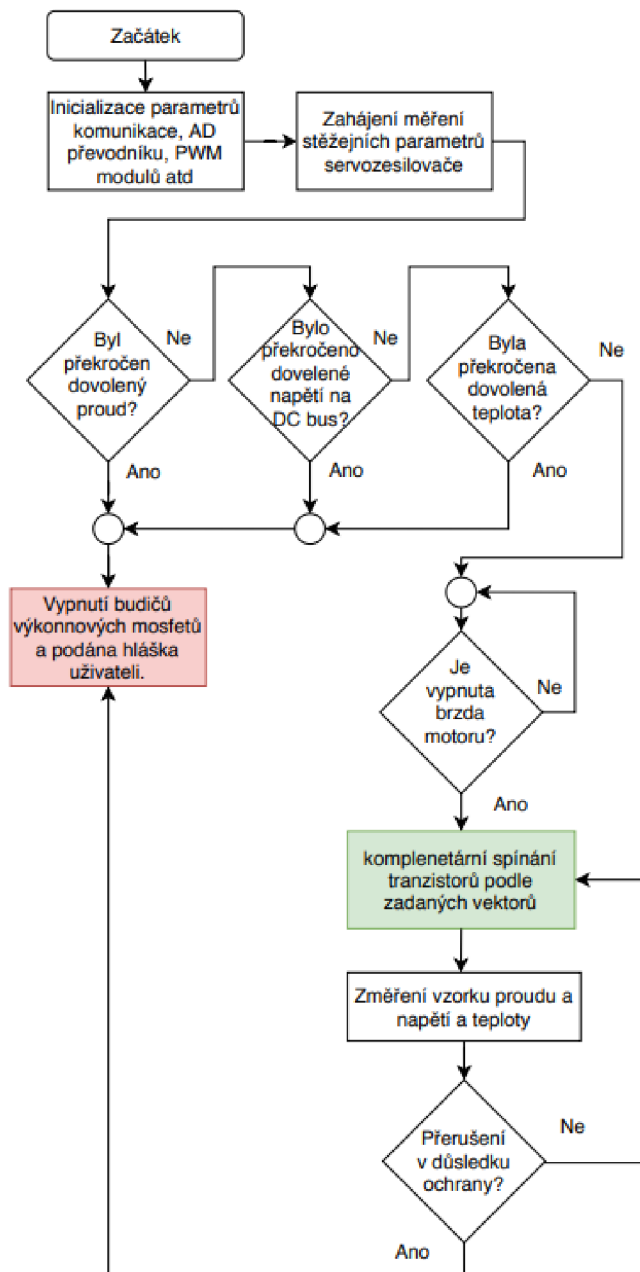 Začátek
Inicializace parametrů
komunikace, AD
převodníku, PWM
modulů atd
Zahájení měření
stěžejních parametrů
servozesilovače
Byl
překročen
dovolený
proud?
Ne
Bylo
překročeno
dovelené
napětí na
DC bus?
Ne
Byla
překročena
dovolená
teplota?
Ne
Ano
Ano
Ano
Vypnutí budičů
výkonnových mosfetů
a podána hláška
uživateli.
Je
vypnuta
brzda
motoru?
Ne
Ano
komplenetární spínání
tranzistorů podle
zadaných vektorů
Změření vzorku proudu a
napětí a teploty
Přerušení
v důsledku
ochrany?
Ne
Ano